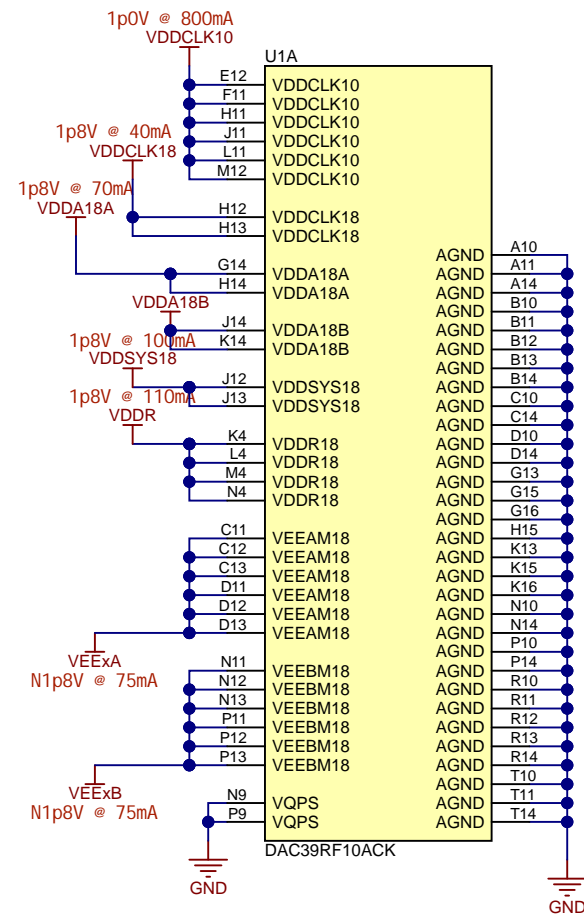 1p0V @ 800mA
VDDCLK10
U1A
E12 VDDCLK10
F11 VDDCLK10
H11 VDDCLK10
J11 VDDCLK10
L11 VDDCLK10
M12 VDDCLK10
1p8V @ 40mA
VDDCLK18
H12 VDDCLK18
H13 VDDCLK18
1p8V @ 70mA
VDDA18A
G14 VDDA18A
H14 VDDA18A
VDDA18B
J14 VDDA18B
K14 VDDA18B
1p8V @ 100mA
VDDSYS18
J12 VDDSYS18
J13 VDDSYS18
1p8V @ 110mA
VDDR
K4 VDDR18
L4 VDDR18
M4 VDDR18
N4 VDDR18
C11 VEEAM18
C12 VEEAM18
C13 VEEAM18
D11 VEEAM18
D12 VEEAM18
D13 VEEAM18
VEExA
N1p8V @ 75mA
N11 VEEBM18
N12 VEEBM18
N13 VEEBM18
P11 VEEBM18
P12 VEEBM18
P13 VEEBM18
VEExB
N1p8V @ 75mA
N9 VQPS
P9 VQPS
GND
AGND A10
AGND A11
AGND A14
AGND B10
AGND B11
AGND B12
AGND B13
AGND B14
AGND C10
AGND C14
AGND D10
AGND D14
AGND G13
AGND G15
AGND G16
AGND H15
AGND K13
AGND K15
AGND K16
AGND N10
AGND N14
AGND P10
AGND P14
AGND R10
AGND R11
AGND R12
AGND R13
AGND R14
AGND T10
AGND T11
AGND T14
DAC39RF10ACK
GND